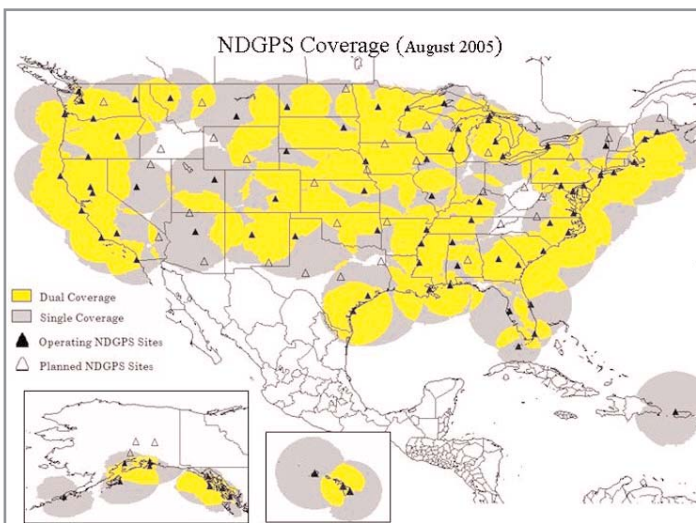 NDGPS Coverage (August 2005)
Dual Coverage
Single Coverage
Operating NDGPS Sites
Planned NDGPS Sites